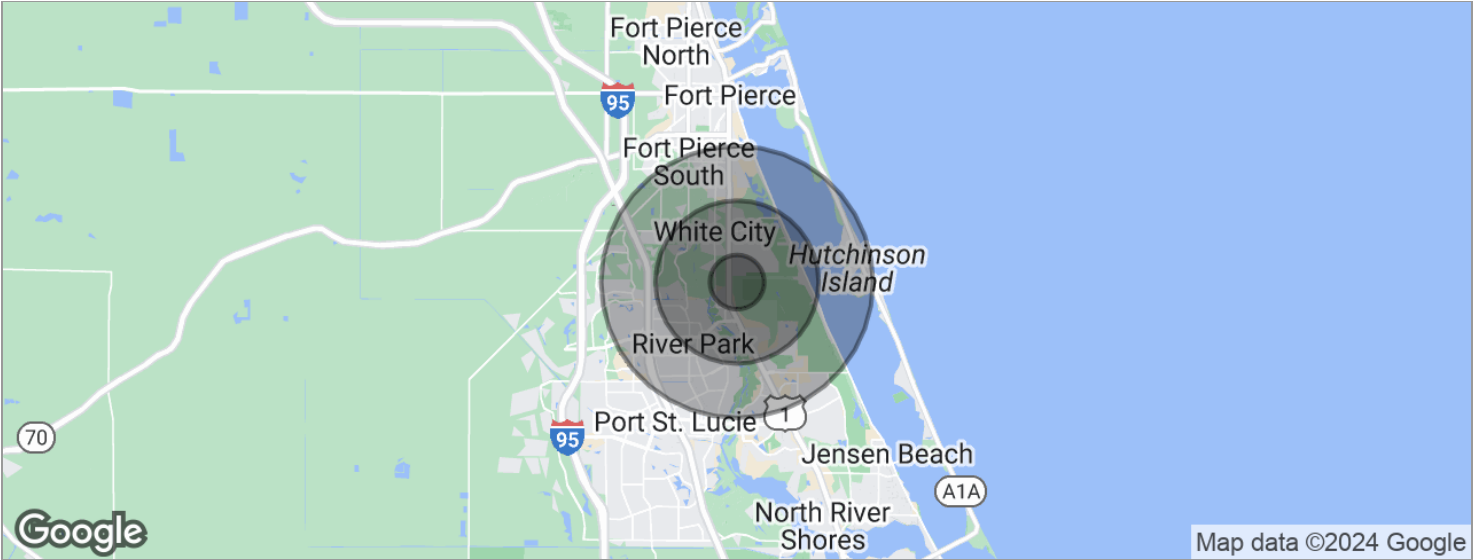 Fort Pierce
North
95
Fort Pierce
Fort Pierce
South
White City
Hutchinson
Island
River Park
1
Port St. Lucie
70
95
Jensen Beach
A1A
North River
Shores
Google
Map data ©2024 Google